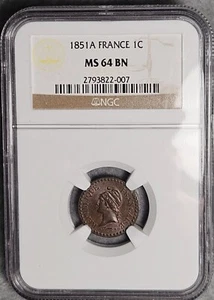 1851A FRANCE 1C
MS 64 BN
2793822-007
NGC